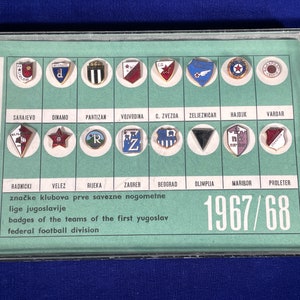 SARAJEVO DINAMO PARTIZAN VOJVODINA C. ZVEZDA ŽELJEZNIČAR HAJDUK VARDAR
RADNIČKI VELEŽ RIJEKA ZAGREB BEOGRAD OLIMPIJA MARIBOR PROLETER
značke klubova prve savezne nogometne
lige jugoslavije
badges of the teams of the first yugoslav
federal football division
1967/68